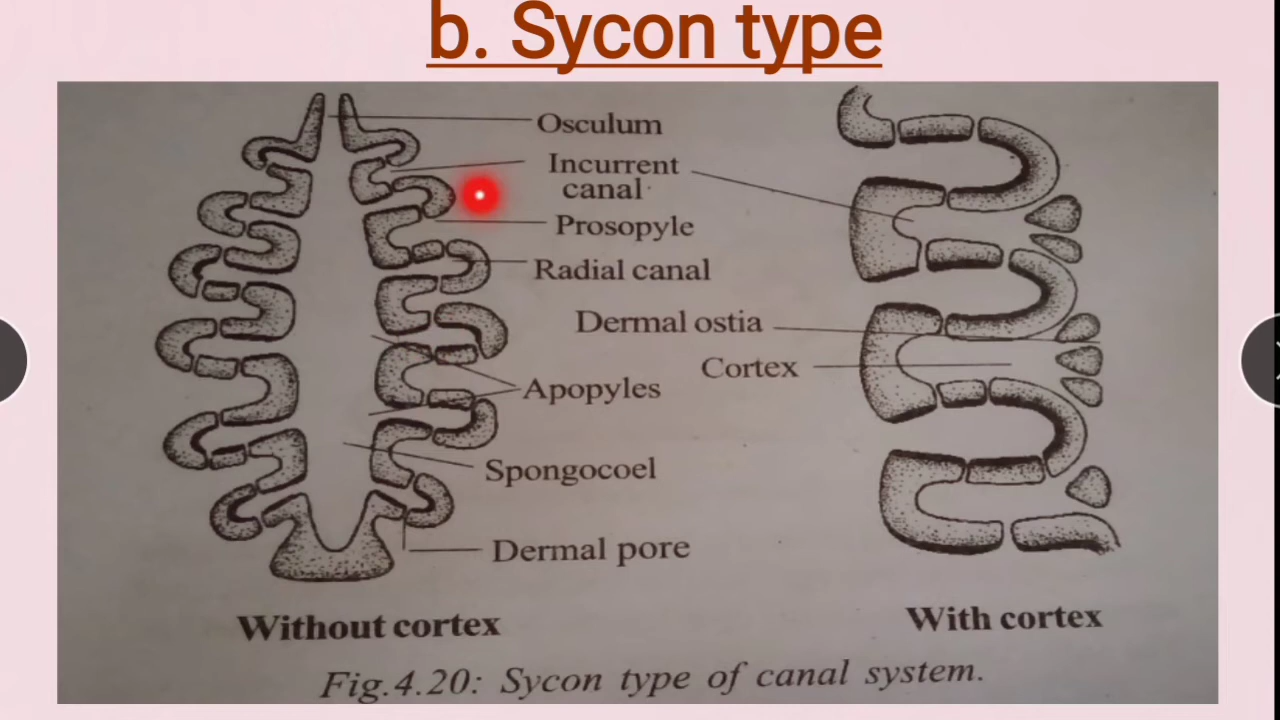 b. Sycon type
Osculum
Incurrent
canal
Prosopyle
Radial canal
Dermal ostia
Cortex
Apopyles
Spongocoel
Dermal pore
Without cortex
With cortex
Fig.4.20: Sycon type of canal system.